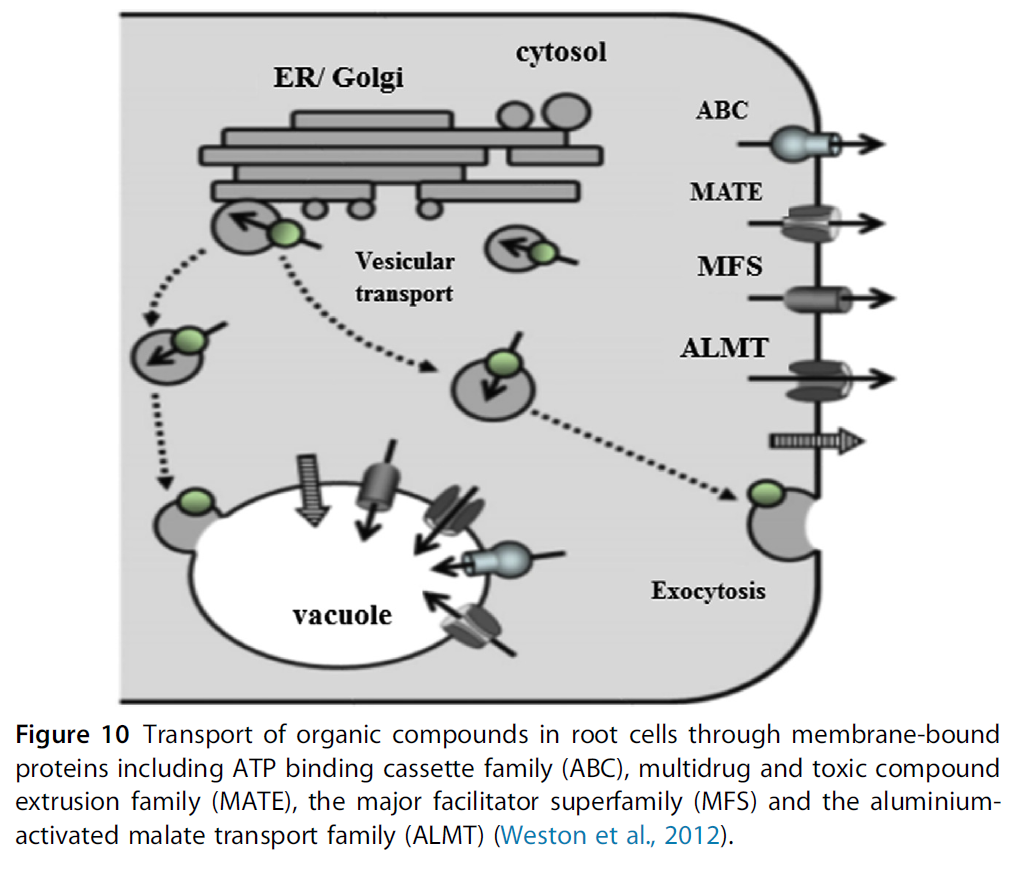 cytosol
ER/ Golgi
ABC
MATE
Vesicular
transport
MFS
ALMT
Exocytosis
vacuole
Figure 10 Transport of organic compounds in root cells through membrane-bound
proteins including ATP binding cassette family (ABC), multidrug and toxic compound
extrusion family (MATE), the major facilitator superfamily (MFS) and the aluminium-
activated malate transport family (ALMT) (Weston et al., 2012).